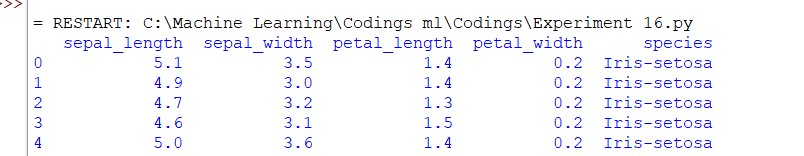 >>>
= RESTART: C:\Machine Learning\Codings ml\Codings\Experiment 16.py
sepal_length sepal_width petal_length petal_width species
0 5.1 3.5 1.4 0.2 Iris-setosa
1 4.9 3.0 1.4 0.2 Iris-setosa
2 4.7 3.2 1.3 0.2 Iris-setosa
3 4.6 3.1 1.5 0.2 Iris-setosa
4 5.0 3.6 1.4 0.2 Iris-setosa